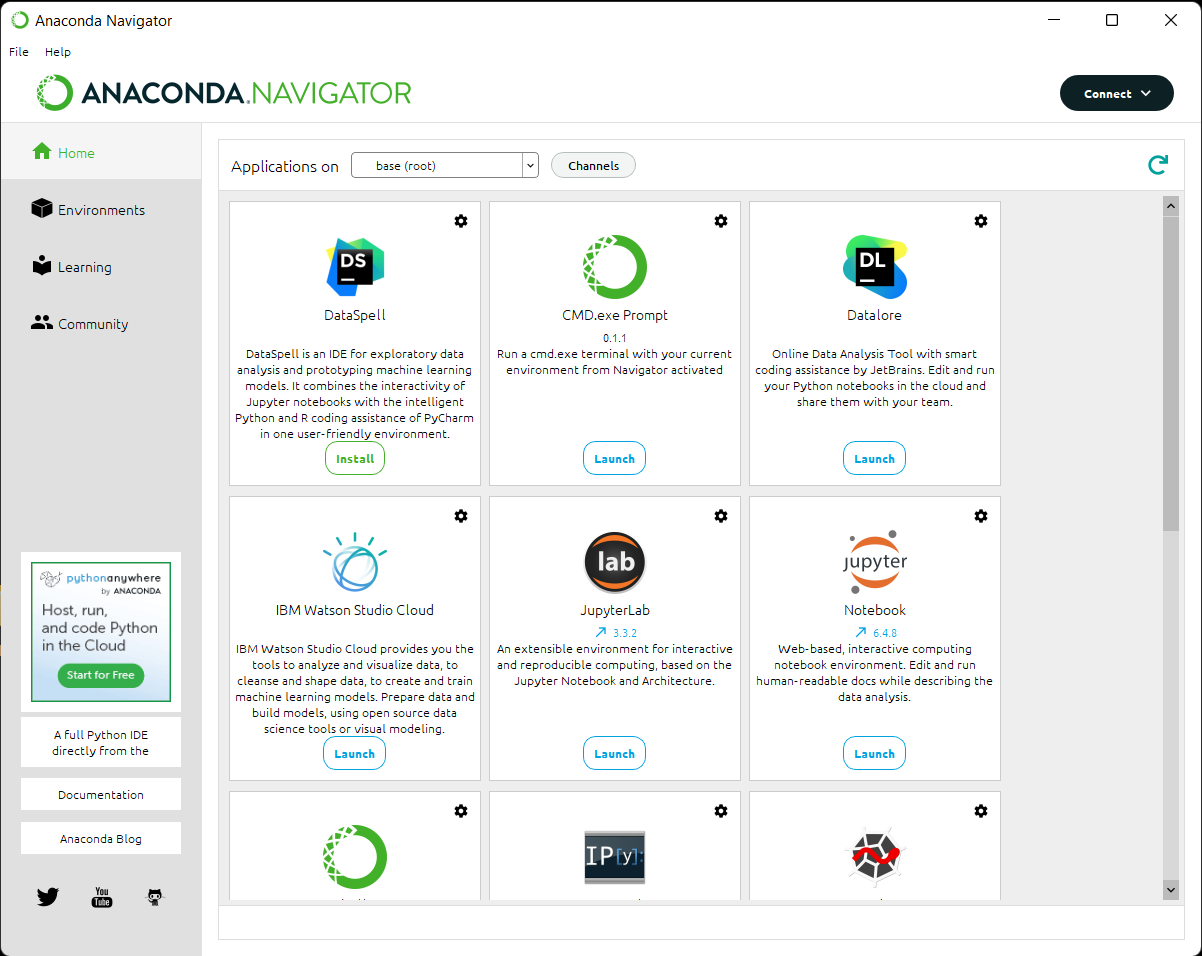 Anaconda Navigator
File Help
ANACONDA.NAVIGATOR
Connect
Home
Environments
Learning
Community
Applications on base (root) Channels
DS
DataSpell
DataSpell is an IDE for exploratory data
analysis and prototyping machine learning
models. It combines the interactivity of
Jupyter notebooks with the intelligent
Python and R coding assistance of PyCharm
in one user-friendly environment.
Install
CMD.exe Prompt
0.1.1
Run a cmd.exe terminal with your current
environment from Navigator activated
Launch
DL
Datalore
Online Data Analysis Tool with smart
coding assistance by JetBrains. Edit and run
your Python notebooks in the cloud and
share them with your team.
Launch
IBM Watson Studio Cloud
IBM Watson Studio Cloud provides you the
tools to analyze and visualize data, to
cleanse and shape data, to create and train
machine learning models. Prepare data and
build models, using open source data
science tools or visual modeling.
Launch
lab
JupyterLab
3.3.2
An extensible environment for interactive
and reproducible computing, based on the
Jupyter Notebook and Architecture.
Launch
jupyter
Notebook
6.4.8
Web-based, interactive computing
notebook environment. Edit and run
human-readable docs while describing the
data analysis.
Launch
IP[y]:
pythonanywhere
by ANACONDA
Host, run,
and code Python
in the Cloud
Start for Free
A full Python IDE
directly from the
Documentation
Anaconda Blog
You
Tube